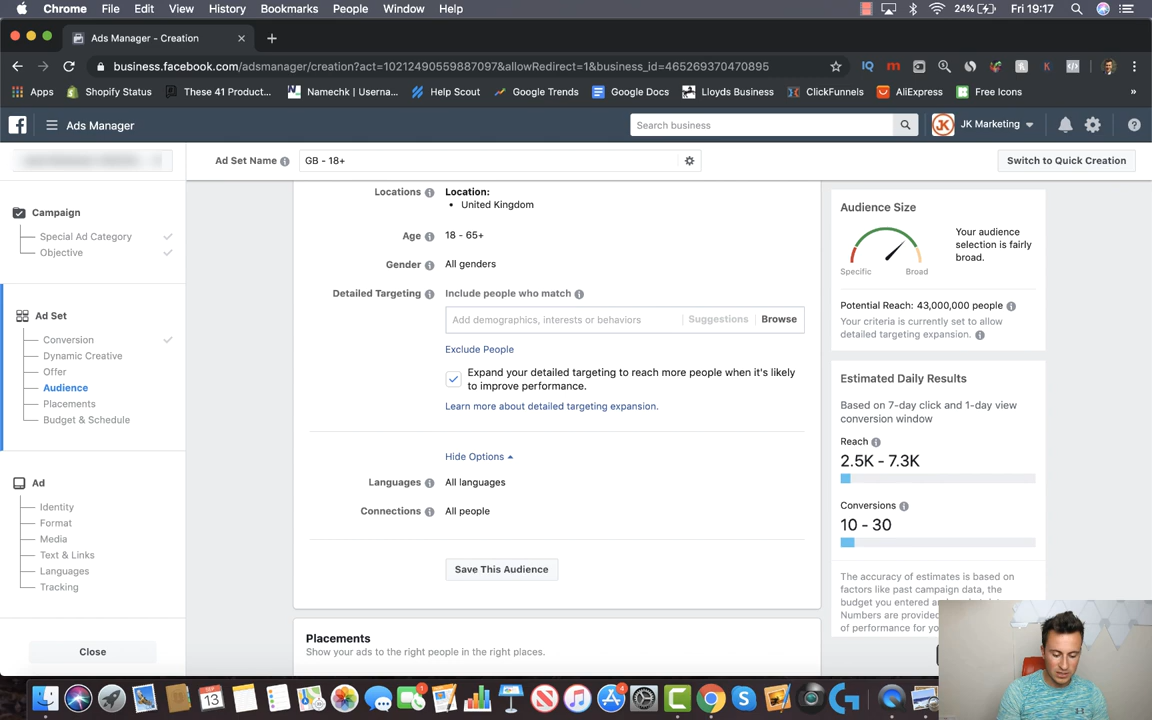 Chrome File Edit View History Bookmarks People Window Help 24% Fri 19:17
Ads Manager - Creation
business.facebook.com/adsmanager/creation?act=10212490559887097&allowRedirect=1&business_id=465269370470895
Apps Shopify Status These 41 Product... Namechk | Userna... Help Scout Google Trends Google Docs Lloyds Business ClickFunnels AliExpress Free Icons »
Ads Manager Search business JK Marketing
Ad Set Name GB - 18+ Switch to Quick Creation
Campaign
Special Ad Category
Objective
Ad Set
Conversion
Dynamic Creative
Offer
Audience
Placements
Budget & Schedule
Ad
Identity
Format
Media
Text & Links
Languages
Tracking
Close
Locations Location:
• United Kingdom
Age 18 - 65+
Gender All genders
Detailed Targeting Include people who match
Add demographics, interests or behaviors Suggestions Browse
Exclude People
Expand your detailed targeting to reach more people when it's likely
to improve performance.
Learn more about detailed targeting expansion.
Hide Options
Languages All languages
Connections All people
Save This Audience
Placements
Show your ads to the right people in the right places.
Audience Size
Your audience
selection is fairly
broad.
Specific Broad
Potential Reach: 43,000,000 people
Your criteria is currently set to allow
detailed targeting expansion.
Estimated Daily Results
Based on 7-day click and 1-day view
conversion window
Reach
2.5K - 7.3K
Conversions
10 - 30
The accuracy of estimates is based on
factors like past campaign data, the
budget you entered
Numbers are provided
of performance for